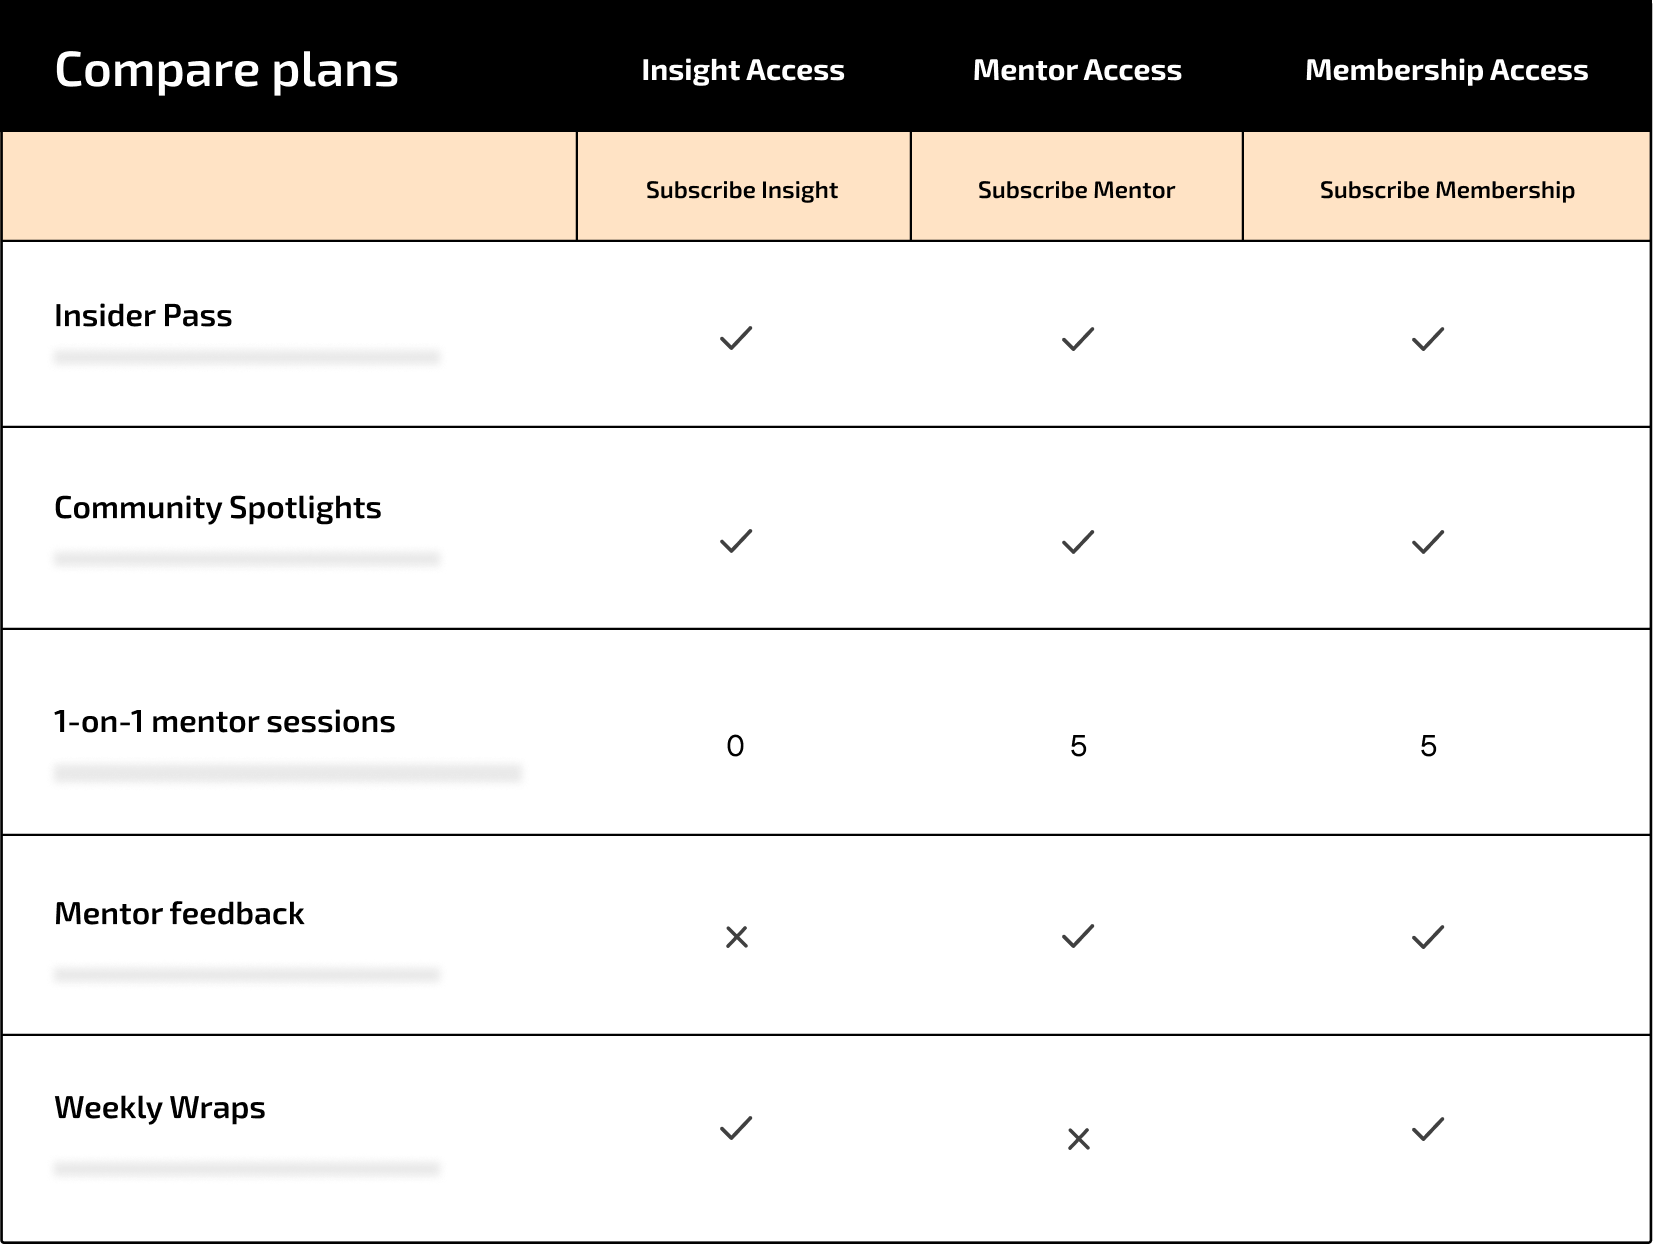 Compare plans Insight Access Mentor Access Membership Access
Subscribe Insight Subscribe Mentor Subscribe Membership
Insider Pass
Community Spotlights
1-on-1 mentor sessions 0 5 5
Mentor feedback
Weekly Wraps